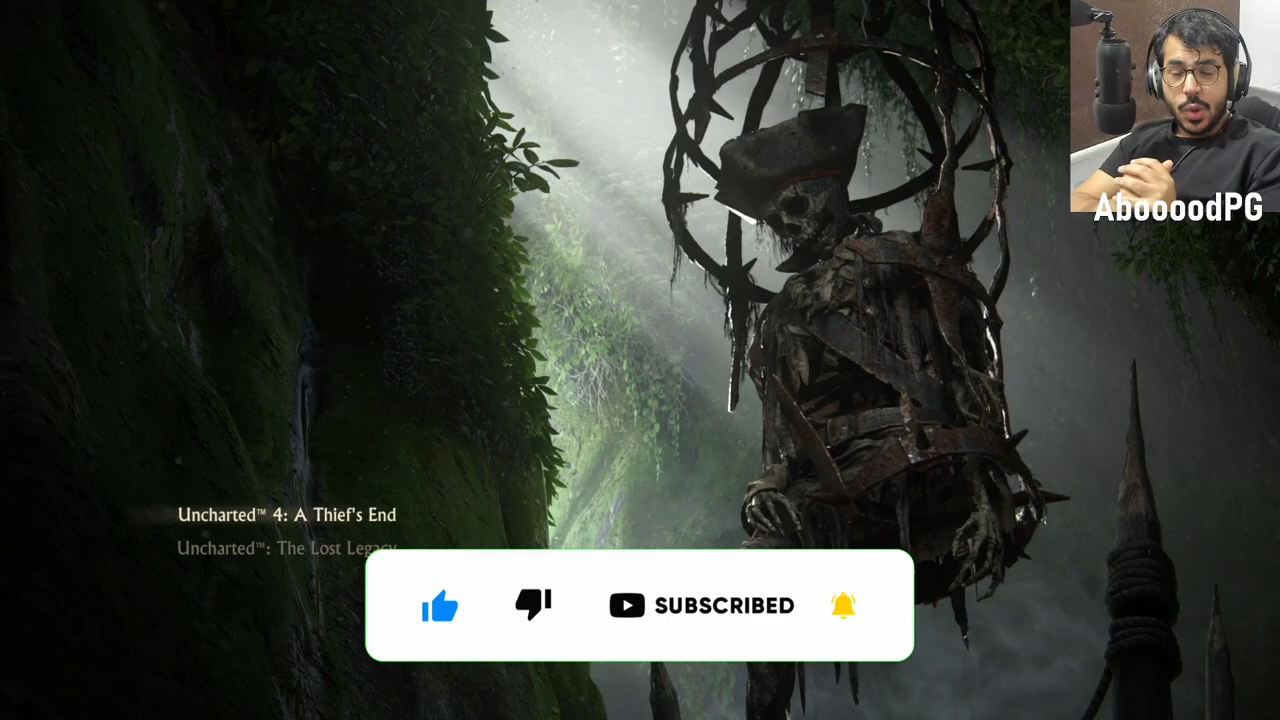 AboooodPG
Uncharted™ 4: A Thief's End
Uncharted™: The Lost Legacy
SUBSCRIBED